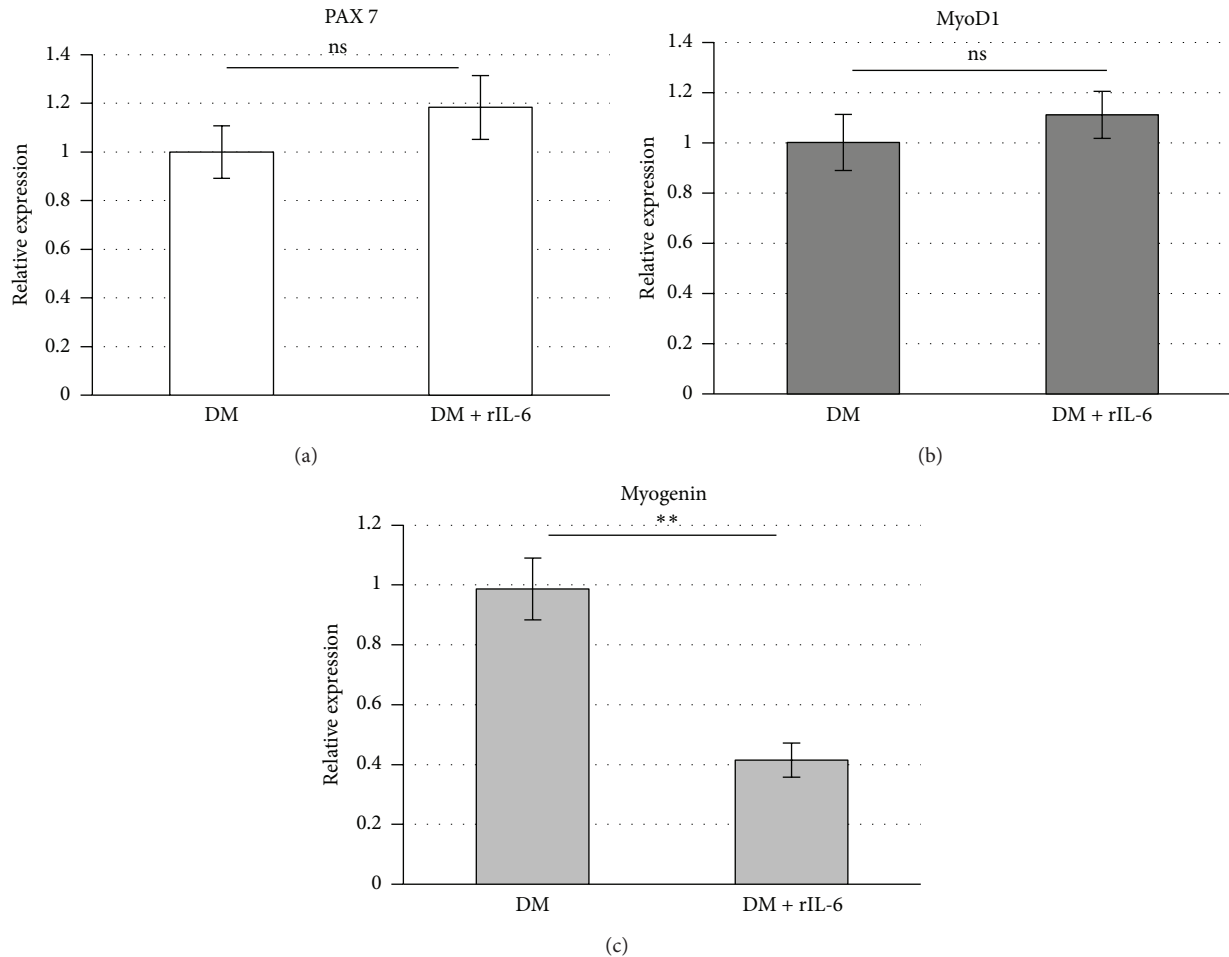 PAX 7
ns
1.4
1.2
1
0.8
0.6
0.4
0.2
0
Relative expression
DM
DM + rIL-6
(a)
MyoD1
ns
1.4
1.2
1
0.8
0.6
0.4
0.2
0
Relative expression
DM
DM + rIL-6
(b)
Myogenin
**
1.2
1
0.8
0.6
0.4
0.2
0
Relative expression
DM
DM + rIL-6
(c)